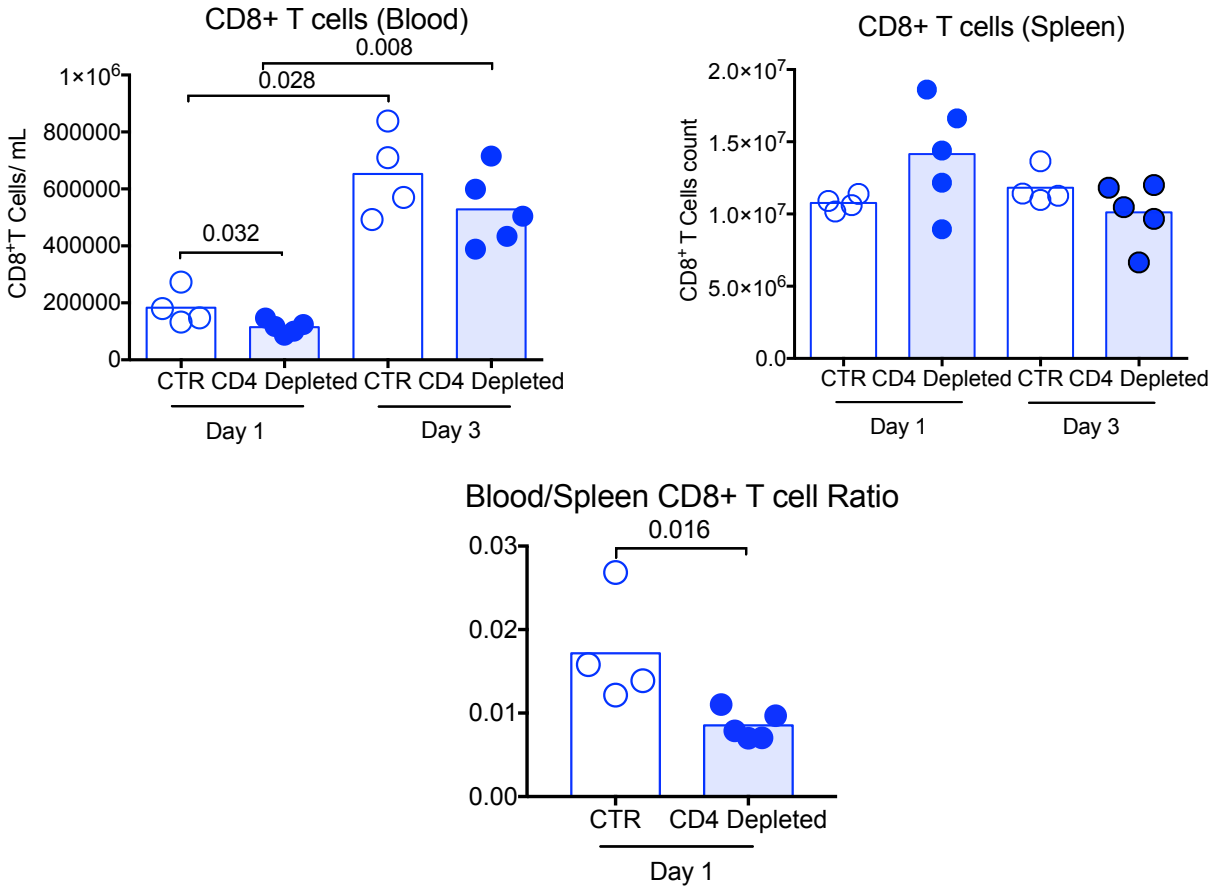 CD8+ T cells (Blood)
0.008
0.028
0.032
1×10⁶
800000
600000
400000
200000
0
CD8⁺T Cells/ mL
CTR CD4 Depleted CTR CD4 Depleted
Day 1 Day 3
CD8+ T cells (Spleen)
2.0×10⁷
1.5×10⁷
1.0×10⁷
5.0×10⁶
0.0
CD8⁺ T Cells count
CTR CD4 Depleted CTR CD4 Depleted
Day 1 Day 3
Blood/Spleen CD8+ T cell Ratio
0.016
0.03
0.02
0.01
0.00
CTR CD4 Depleted
Day 1